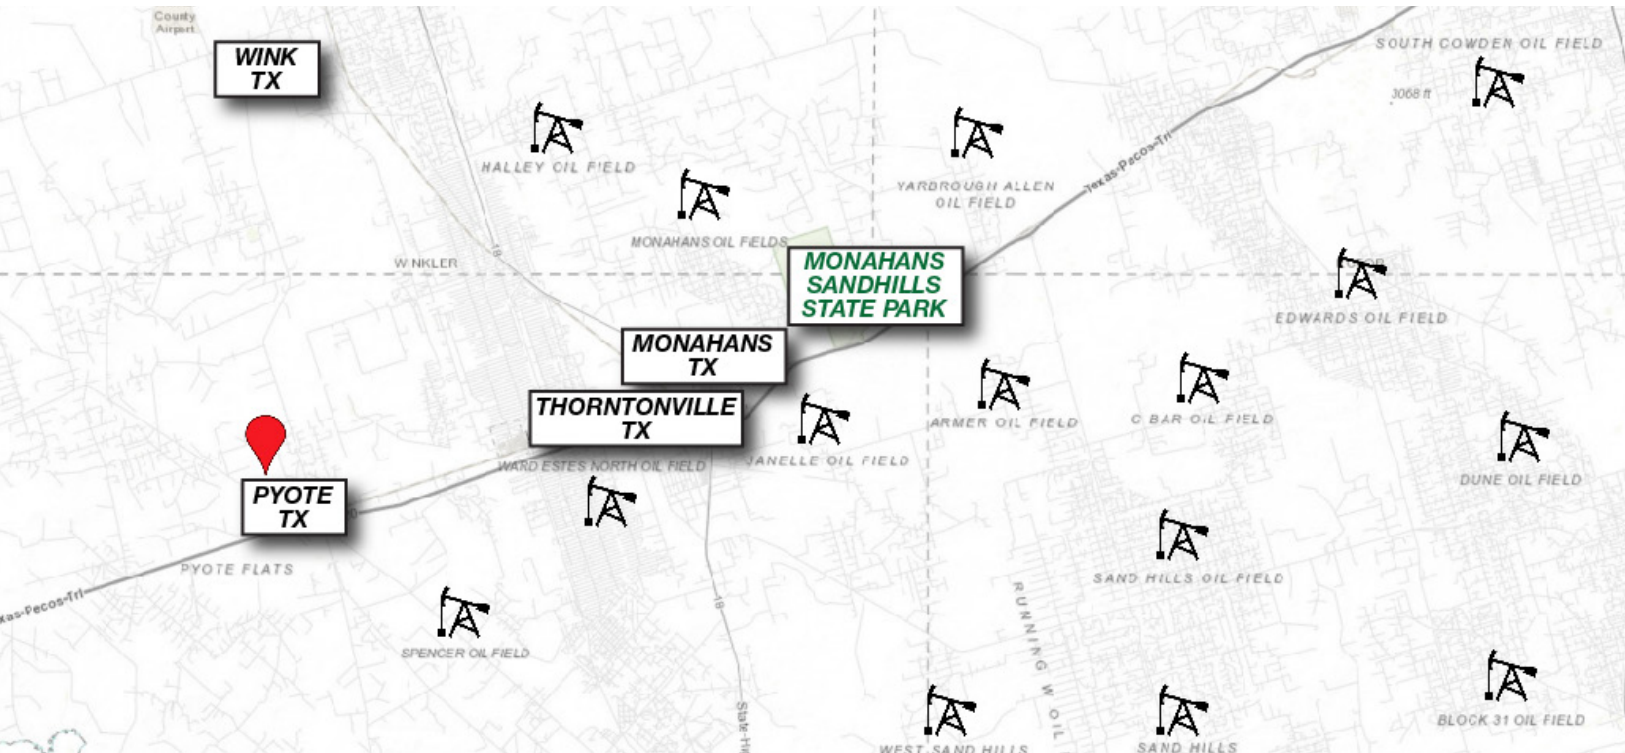 County
Airport
WINK
TX
SOUTH COWDEN OIL FIELD
3068 ft
HALLEY OIL FIELD
YARBROUGH ALLEN
OIL FIELD
Texas-Pecos-Trl
MONAHANS OIL FIELDS
18
WINKLER
MONAHANS
SANDHILLS
STATE PARK
EDWARDS OIL FIELD
MONAHANS
TX
THORNTONVILLE
TX
ARMER OIL FIELD
C BAR OIL FIELD
WARD ESTES NORTH OIL FIELD
JANELLE OIL FIELD
DUNE OIL FIELD
PYOTE
TX
PYOTE FLATS
SAND HILLS OIL FIELD
xas-Pecos-Trl
18
RUNNING W OIL
SPENCER OIL FIELD
State-Hi
BLOCK 31 OIL FIELD
WEST SAND HILLS
SAND HILLS